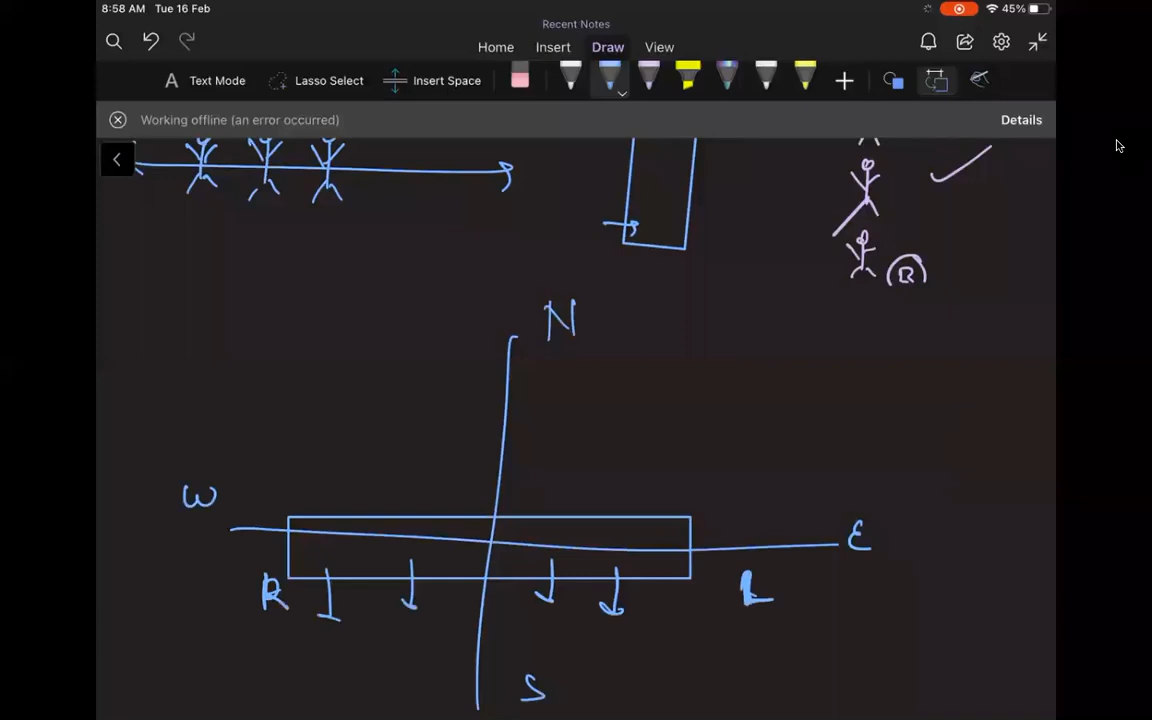 8:58 AM Tue 16 Feb
45%
Recent Notes
Home Insert Draw View
Text Mode Lasso Select Insert Space
Working offline (an error occurred) Details
R
N
W
E
R L
S